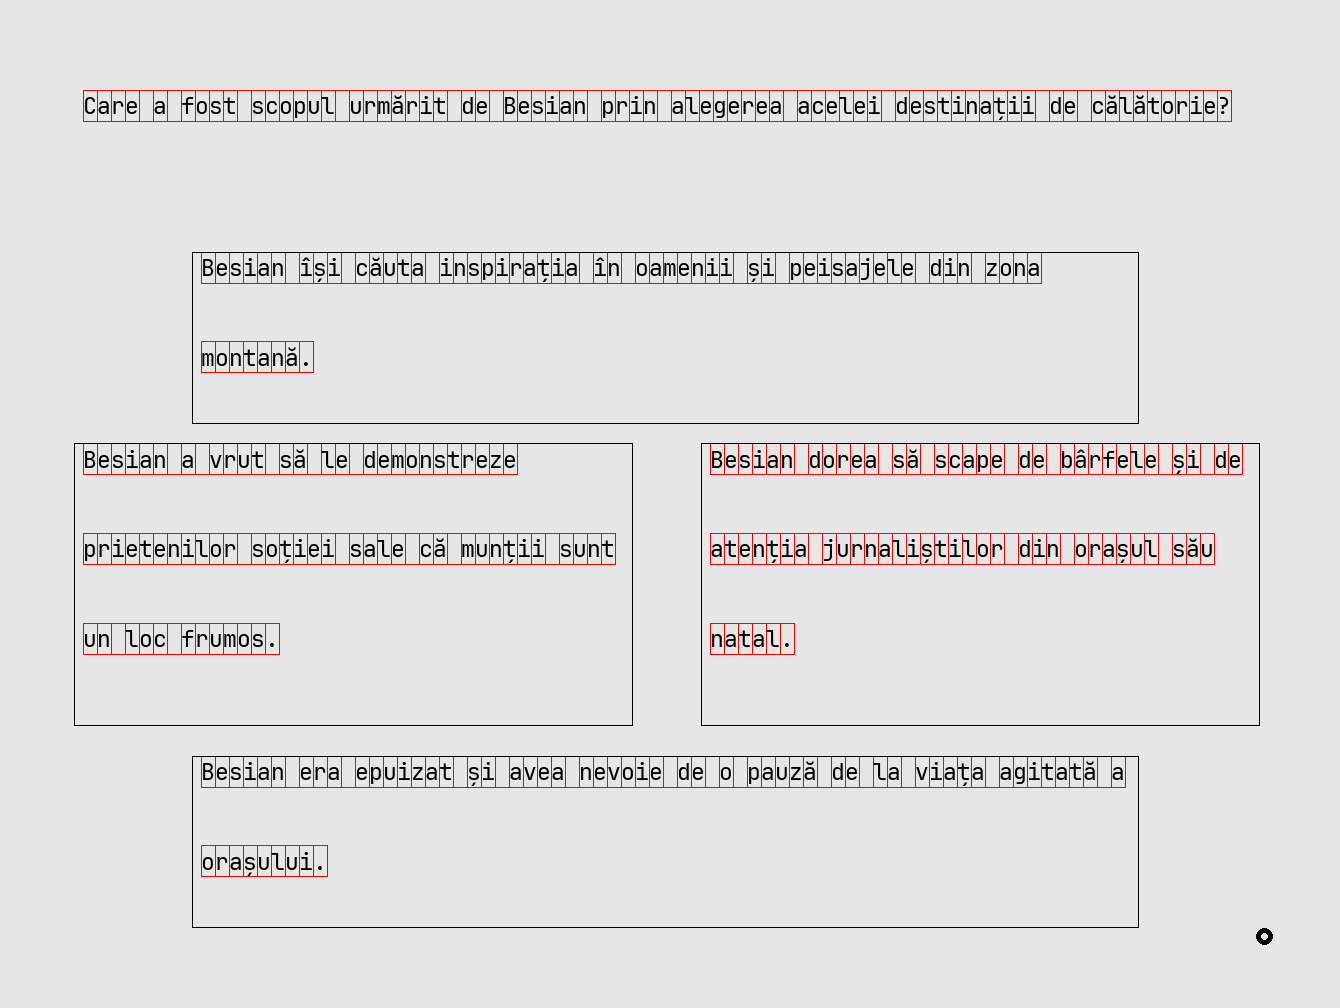 Care a fost scopul urmărit de Besian prin alegerea acelei destinații de călătorie?
Besian își căuta inspirația în oamenii și peisajele din zona
montană.
Besian a vrut să le demonstreze
prietenilor soției sale că munții sunt
un loc frumos.
Besian dorea să scape de bârfele și de
atenția jurnaliștilor din orașul său
natal.
Besian era epuizat și avea nevoie de o pauză de la viața agitată a
orașului.